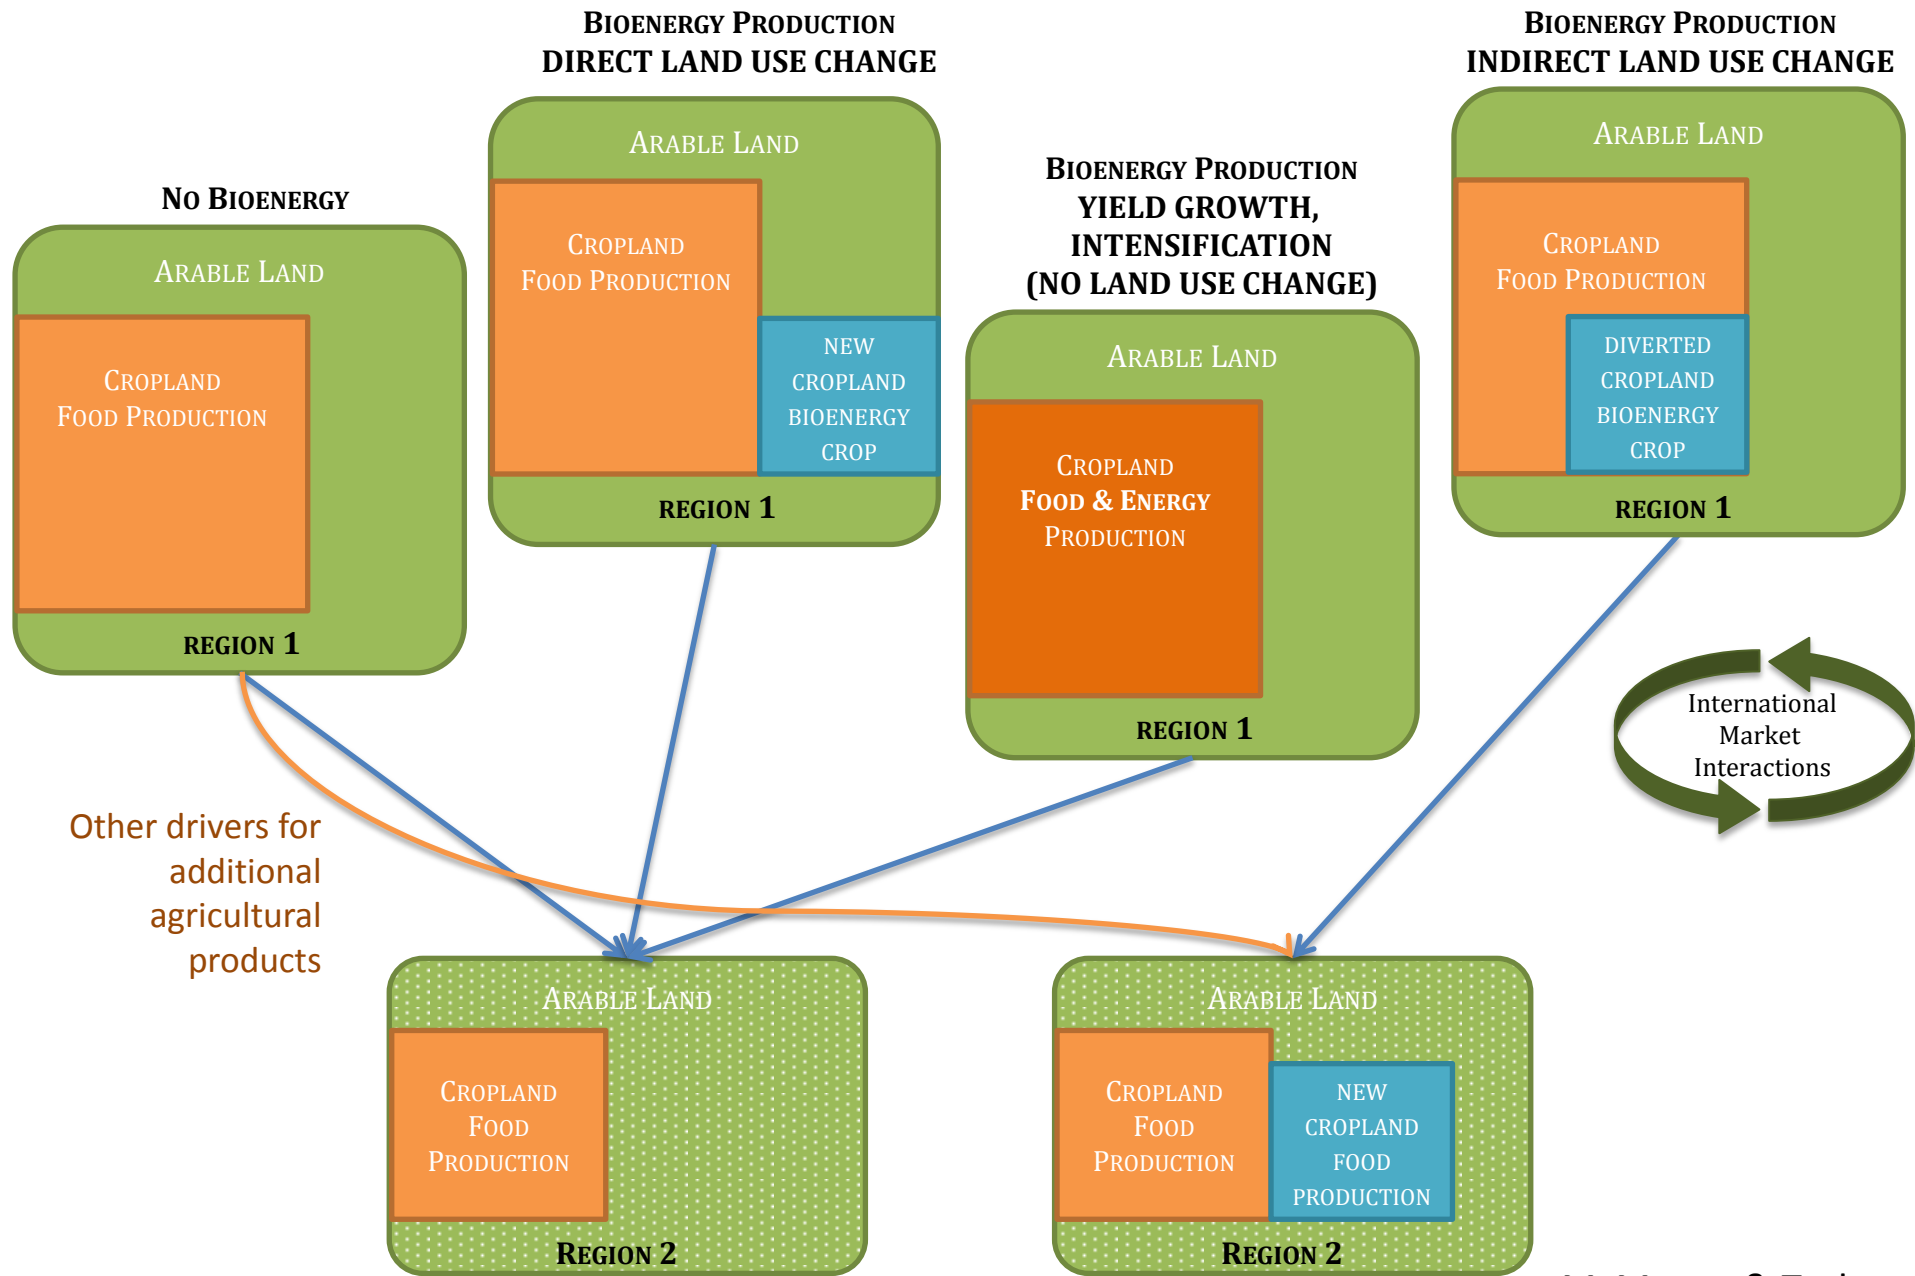 BIOENERGY PRODUCTION
DIRECT LAND USE CHANGE
BIOENERGY PRODUCTION
INDIRECT LAND USE CHANGE
BIOENERGY PRODUCTION
YIELD GROWTH,
INTENSIFICATION
(NO LAND USE CHANGE)
NO BIOENERGY
ARABLE LAND
CROPLAND
FOOD PRODUCTION
REGION 1
ARABLE LAND
CROPLAND
FOOD PRODUCTION
NEW
CROPLAND
BIOENERGY
CROP
REGION 1
ARABLE LAND
CROPLAND
FOOD & ENERGY
PRODUCTION
REGION 1
ARABLE LAND
CROPLAND
FOOD PRODUCTION
DIVERTED
CROPLAND
BIOENERGY
CROP
REGION 1
International
Market
Interactions
Other drivers for
additional
agricultural
products
ARABLE LAND
CROPLAND
FOOD
PRODUCTION
REGION 2
ARABLE LAND
CROPLAND
FOOD
PRODUCTION
NEW
CROPLAND
FOOD
PRODUCTION
REGION 2